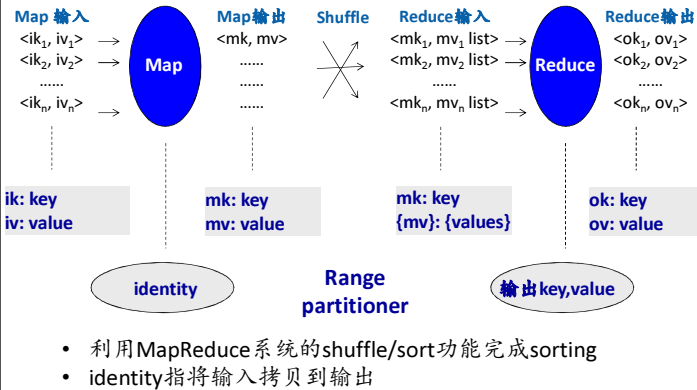 Map 输入
Map输出
Shuffle
Reduce输入
Reduce输出
<ik1, iv1>
<mk, mv>
<mk1, mv1 list>
<ok1, ov1>
<ik2, iv2>
Map
......
<mk2, mv2 list>
Reduce
<ok2, ov2>
......
......
......
......
<ikn, ivn>
......
<mkn, mvn list>
<okn, ovn>
ik: key
iv: value
mk: key
mv: value
mk: key
{mv}: {values}
ok: key
ov: value
identity
Range
partitioner
输出key,value
• 利用MapReduce系统的shuffle/sort功能完成sorting
• identity指将输入拷贝到输出